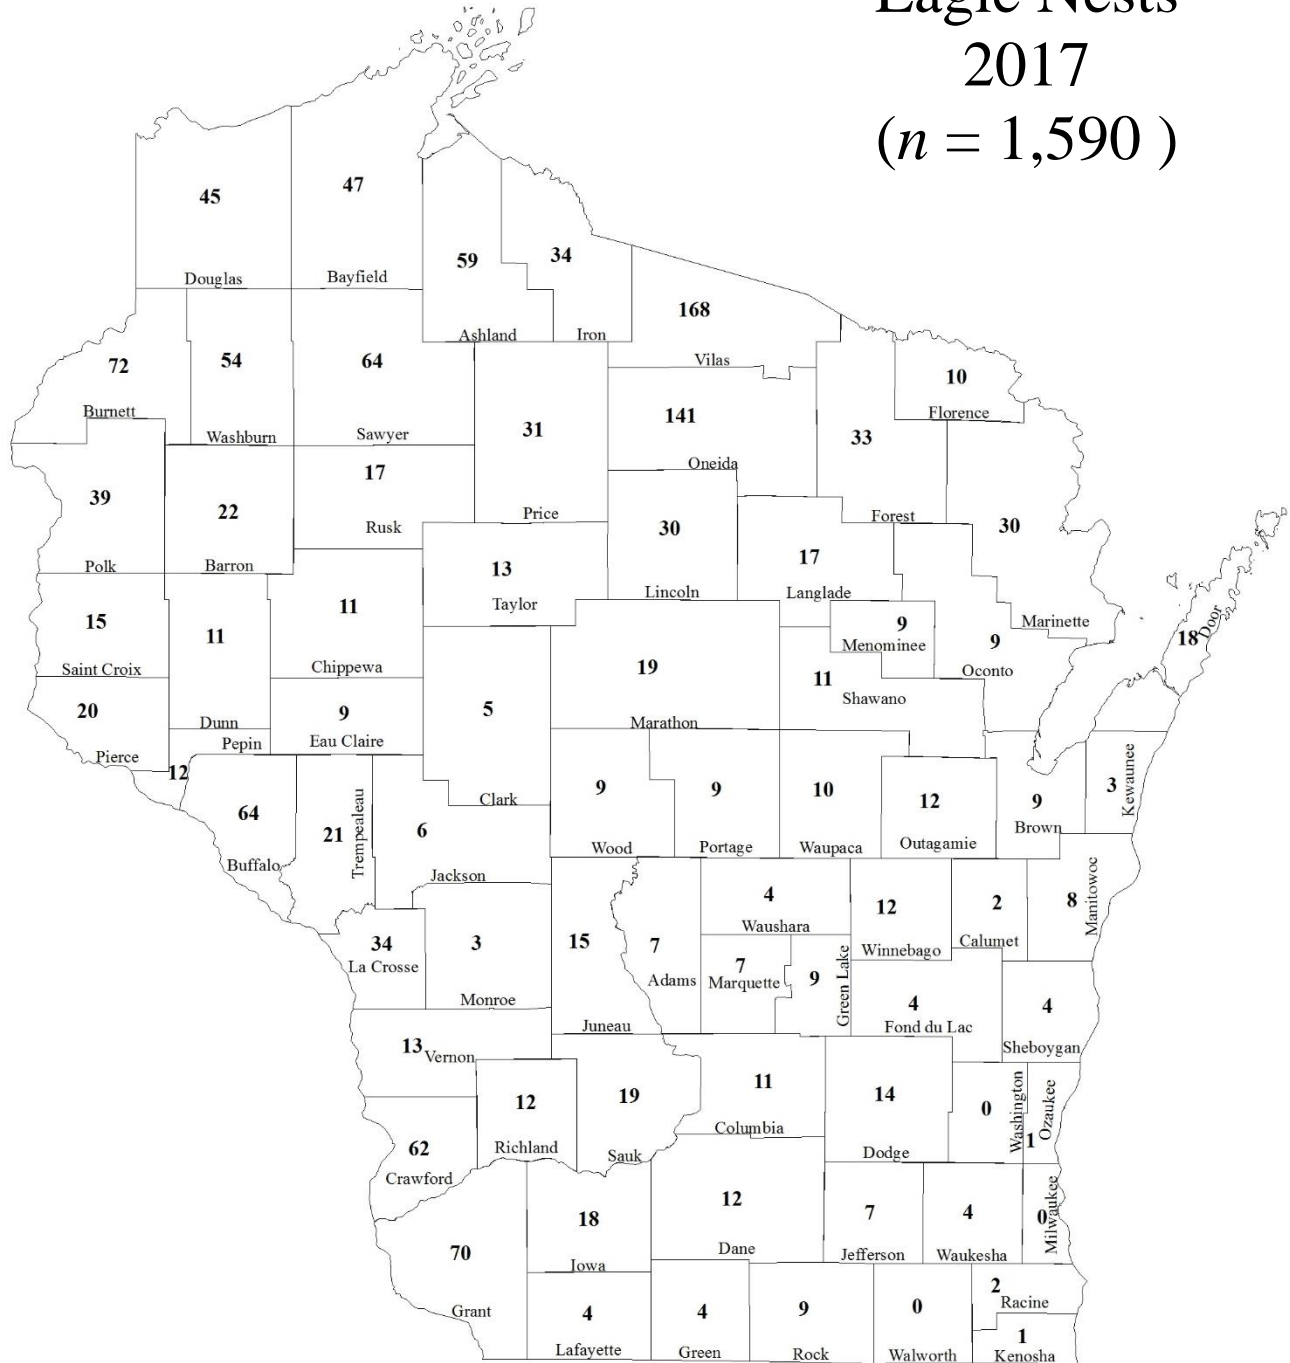 Eagle Nests
2017
(n = 1,590 )
45
Douglas
47
Bayfield
59
Ashland
34
Iron
168
Vilas
72
Burnett
54
Washburn
64
Sawyer
31
Price
141
Oneida
33
Forest
10
Florence
39
Polk
22
Barron
17
Rusk
30
Lincoln
17
Langlade
30
Marinette
13
Taylor
15
Saint Croix
11
Dunn
11
Chippewa
9
Menominee
9
Oconto
18
Door
19
Marathon
11
Shawano
5
Clark
20
Pierce
12
Pepin
9
Eau Claire
64
Buffalo
21
Trempealeau
6
Jackson
9
Wood
9
Portage
10
Waupaca
12
Outagamie
9
Brown
3
Kewaunee
34
La Crosse
3
Monroe
15
Juneau
7
Adams
4
Waushara
12
Winnebago
2
Calumet
8
Manitowoc
7
Marquette
9
Green Lake
4
Fond du Lac
4
Sheboygan
13
Vernon
12
Richland
19
Sauk
11
Columbia
14
Dodge
0
Washington
1
Ozaukee
62
Crawford
70
Grant
18
Iowa
12
Dane
7
Jefferson
4
Waukesha
0
Milwaukee
4
Lafayette
4
Green
9
Rock
0
Walworth
2
Racine
1
Kenosha